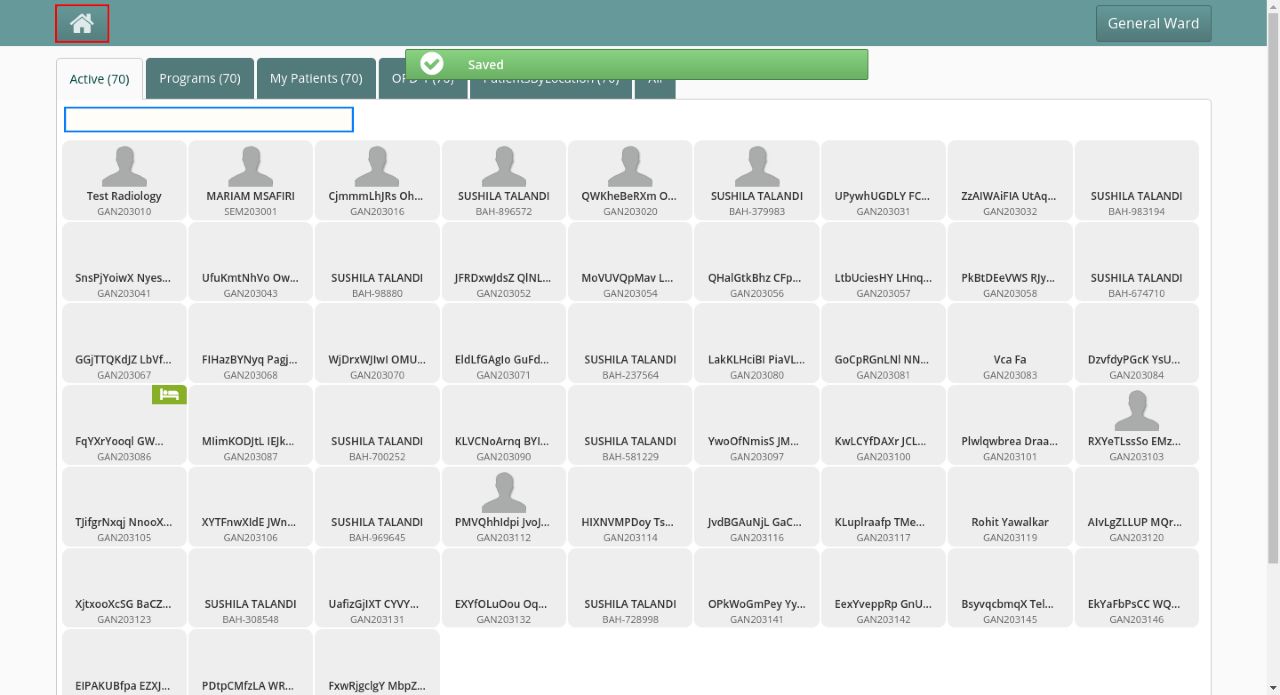 General Ward
Saved
Active (70)
Programs (70)
My Patients (70)
Test Radiology
GAN203010
MARIAM MSAFIRI
SEM203001
CjmmmLhJRs Oh...
GAN203016
SUSHILA TALANDI
BAH-896572
QWKheBeRXm O...
GAN203020
SUSHILA TALANDI
BAH-379983
UPywhUGDLY FC...
GAN203031
ZzAIWAiFIA UtAq...
GAN203032
SUSHILA TALANDI
BAH-983194
SnsPjYoiwX Nyes...
GAN203041
UfuKmtNhVo Ow...
GAN203043
SUSHILA TALANDI
BAH-98880
JFRDxwJdsZ QlNL...
GAN203052
MoVUVQpMav L...
GAN203054
QHalGtkBhz CFp...
GAN203056
LtbUciesHY LHnq...
GAN203057
PkBtDEeVWS RJy...
GAN203058
SUSHILA TALANDI
BAH-674710
GGjTTQKdJZ LbVf...
GAN203067
FIHazBYNyq Pagj...
GAN203068
WjDrxWJIwI OMU...
GAN203070
EldLfGAgIo GuFd...
GAN203071
SUSHILA TALANDI
BAH-237564
LakKLHciBI PiaVL...
GAN203080
GoCpRGnLNl NN...
GAN203081
Vca Fa
GAN203083
DzvfdyPGcK YsU...
GAN203084
FqYXrYooql GW...
GAN203086
MIimKODJtL IEJk...
GAN203087
SUSHILA TALANDI
BAH-700252
KLVCNoArnq BYI...
GAN203090
SUSHILA TALANDI
BAH-581229
YwoOfNmisS JM...
GAN203097
KwLCYfDAXr JCL...
GAN203100
Plwlqwbrea Draa...
GAN203101
RXYeTLssSo EMz...
GAN203103
TJifgrNxqj NnooX...
GAN203105
XYTFnwXIdE JWn...
GAN203106
SUSHILA TALANDI
BAH-969645
PMVQhhIdpi JvoJ...
GAN203112
HIXNVMPDoy Ts...
GAN203114
JvdBGAuNjL GaC...
GAN203116
KLuplraafp TMe...
GAN203117
Rohit Yawalkar
GAN203119
AIvLgZLLUP MQr...
GAN203120
XjtxooXcSG BaCZ...
GAN203123
SUSHILA TALANDI
BAH-308548
UafizGjIXT CYVY...
GAN203131
EXYfOLuOou Oq...
GAN203132
SUSHILA TALANDI
BAH-728998
OPkWoGmPey Yy...
GAN203141
EexYveppRp GnU...
GAN203142
BsyvqcbmqX Tel...
GAN203145
EkYaFbPsCC WQ...
GAN203146
EIPAKUBfpa EZXJ...
PDtpCMfzLA WR...
FxwRjgclgY MbpZ...